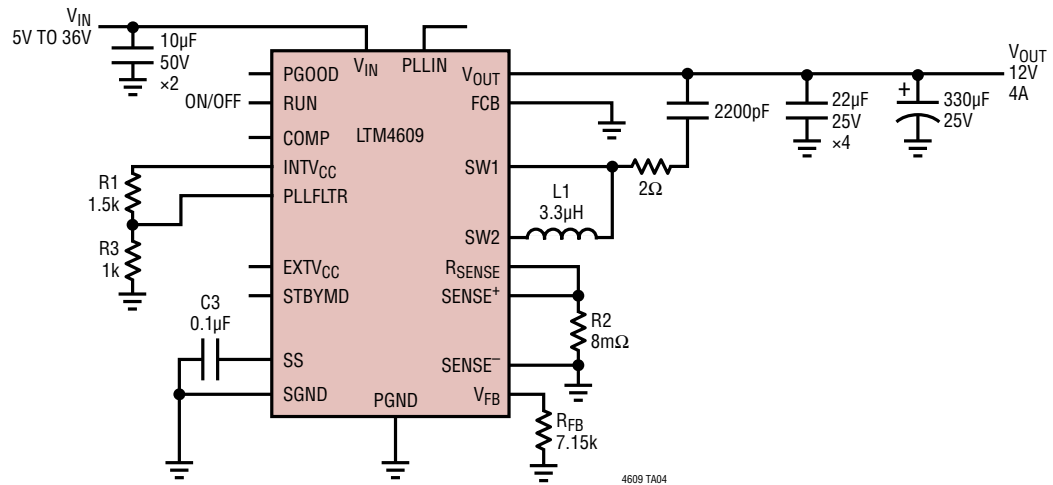 VIN
5V TO 36V
10µF
50V
×2
VIN
PLLIN
PGOOD
VOUT
VOUT
12V
4A
ON/OFF
RUN
FCB
2200pF
22µF
25V
×4
+
330µF
25V
COMP
LTM4609
INTVCC
SW1
2Ω
R1
1.5k
PLLFLTR
L1
3.3µH
R3
1k
SW2
EXTVCC
RSENSE
STBYMD
SENSE+
C3
0.1µF
R2
8mΩ
SS
SENSE–
SGND
PGND
VFB
RFB
7.15k
4609 TA04